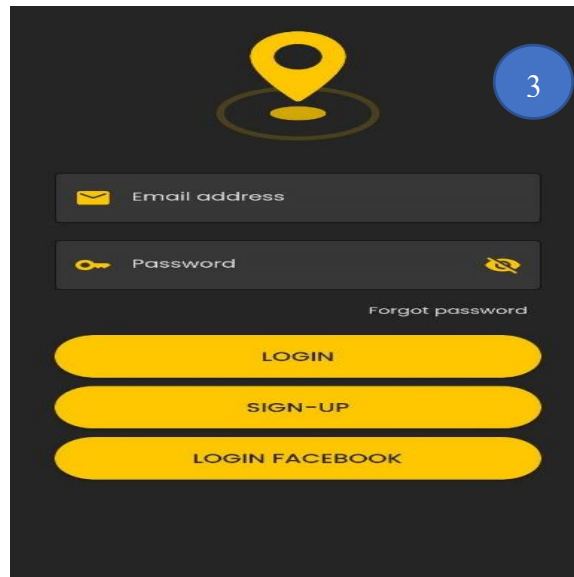 3
Email address
Password
Forgot password
LOGIN
SIGN-UP
LOGIN FACEBOOK